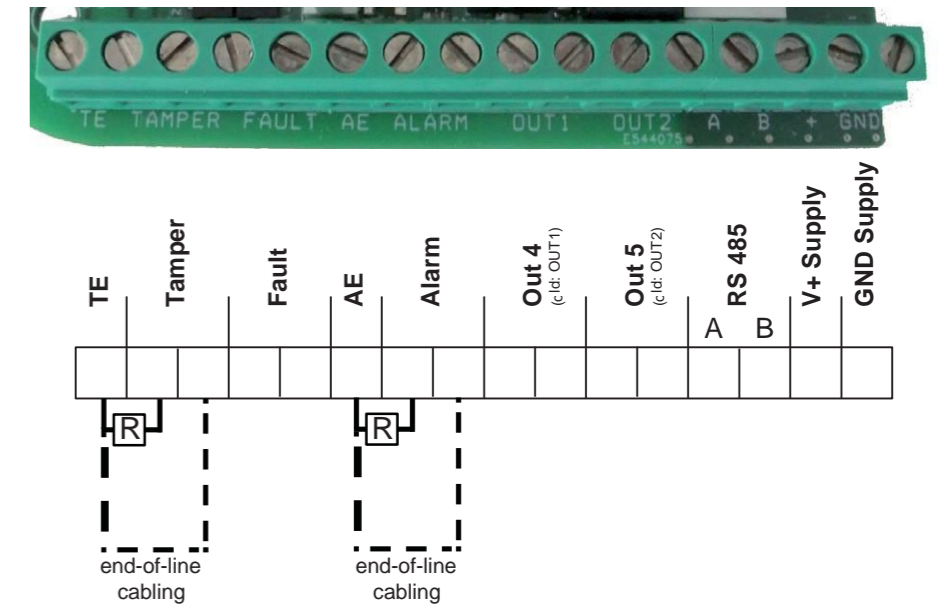 TE TAMPER FAULT AE ALARM OUT1 OUT2 A B + GND
E544075
TE
Tamper
Fault
AE
Alarm
Out 4
(cld: OUT1)
Out 5
(cld: OUT2)
RS 485
V+ Supply
GND Supply
A B
R R
end-of-line
cabling
end-of-line
cabling